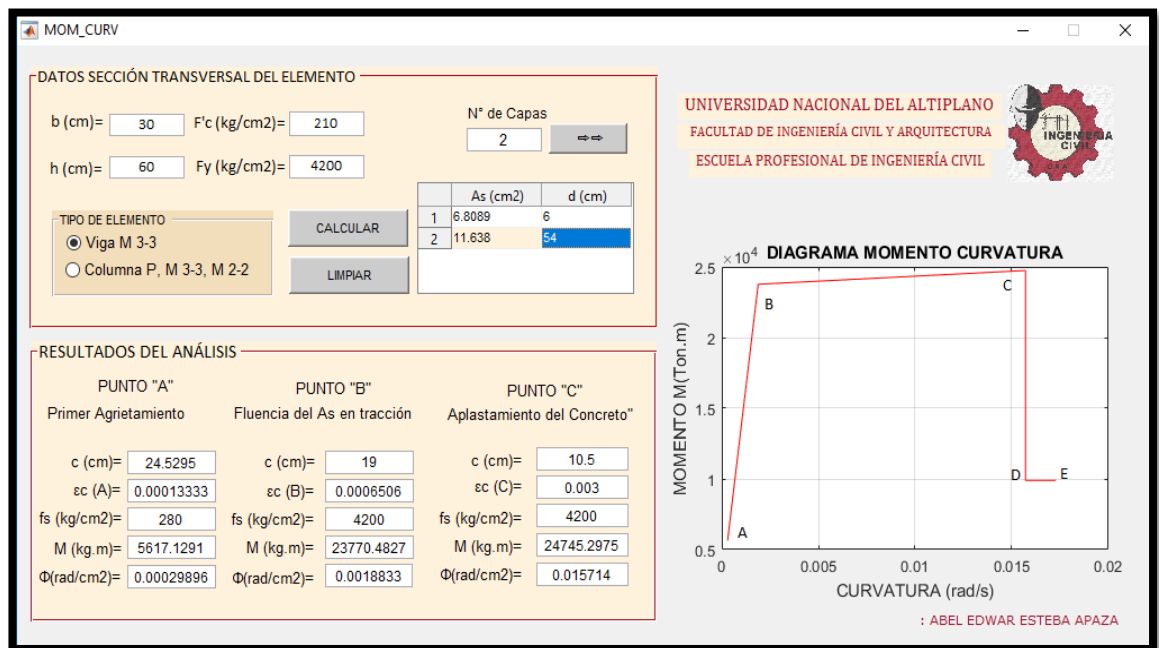 MOM_CURV
DATOS SECCIÓN TRANSVERSAL DEL ELEMENTO
b (cm)= 30 F'c (kg/cm2)= 210
N° de Capas
2 ⇨⇨
h (cm)= 60 Fy (kg/cm2)= 4200
TIPO DE ELEMENTO
Viga M 3-3
Columna P, M 3-3, M 2-2
CALCULAR
LIMPIAR
As (cm2) d (cm)
1 6.8089 6
2 11.638 54
UNIVERSIDAD NACIONAL DEL ALTIPLANO
FACULTAD DE INGENIERÍA CIVIL Y ARQUITECTURA
ESCUELA PROFESIONAL DE INGENIERÍA CIVIL
INGENIERIA
CIVIL
RESULTADOS DEL ANÁLISIS
PUNTO "A"
Primer Agrietamiento
c (cm)= 24.5295
εc (A)= 0.00013333
fs (kg/cm2)= 280
M (kg.m)= 5617.1291
Φ(rad/cm2)= 0.00029896
PUNTO "B"
Fluencia del As en tracción
c (cm)= 19
εc (B)= 0.0006506
fs (kg/cm2)= 4200
M (kg.m)= 23770.4827
Φ(rad/cm2)= 0.0018833
PUNTO "C"
Aplastamiento del Concreto"
c (cm)= 10.5
εc (C)= 0.003
fs (kg/cm2)= 4200
M (kg.m)= 24745.2975
Φ(rad/cm2)= 0.015714
×10⁴ DIAGRAMA MOMENTO CURVATURA
MOMENTO M(Ton.m)
2.5
2
1.5
1
0.5
A
B
C
D
E
0 0.005 0.01 0.015 0.02
CURVATURA (rad/s)
: ABEL EDWAR ESTEBA APAZA